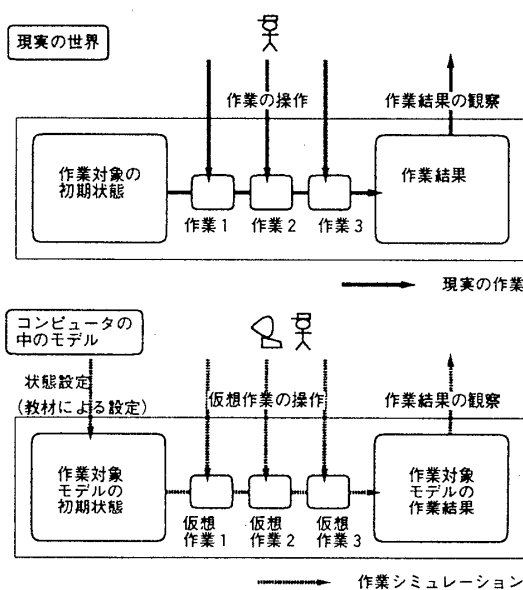 現実の世界
作業の操作
作業結果の観察
作業対象の
初期状態
作業結果
作業1
作業2
作業3
現実の作業
コンピュータの
中のモデル
状態設定
(教材による設定)
仮想作業の操作
作業結果の観察
作業対象
モデルの
初期状態
作業対象
モデルの
作業結果
仮想
作業1
仮想
作業2
仮想
作業3
作業シミュレーション